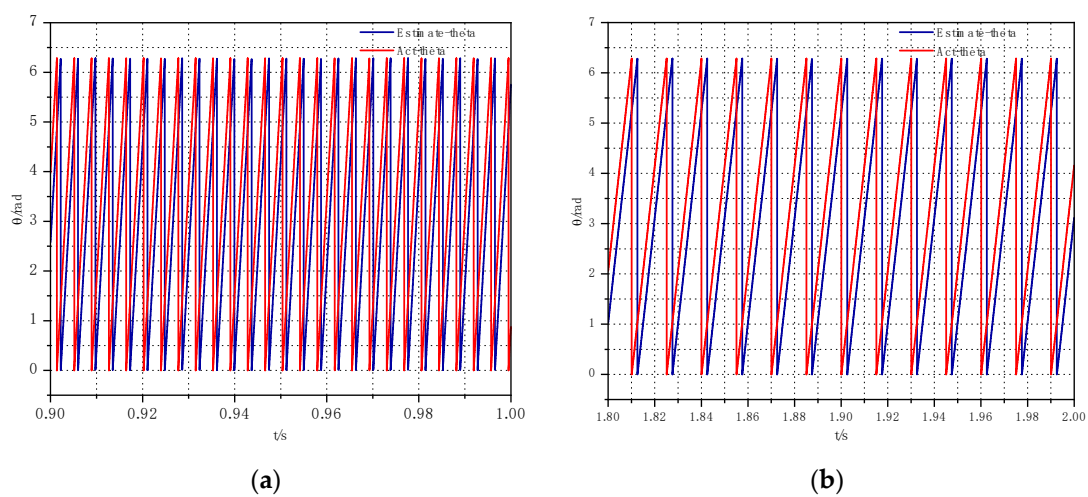 7
6
5
4
3
2
1
0
θ/rad
Estimate-theta
Act-theta
0.90 0.92 0.94 0.96 0.98 1.00
t/s
(a)
7
6
5
4
3
2
1
0
θ/rad
Estimate-theta
Act-theta
1.80 1.82 1.84 1.86 1.88 1.90 1.92 1.94 1.96 1.98 2.00
t/s
(b)